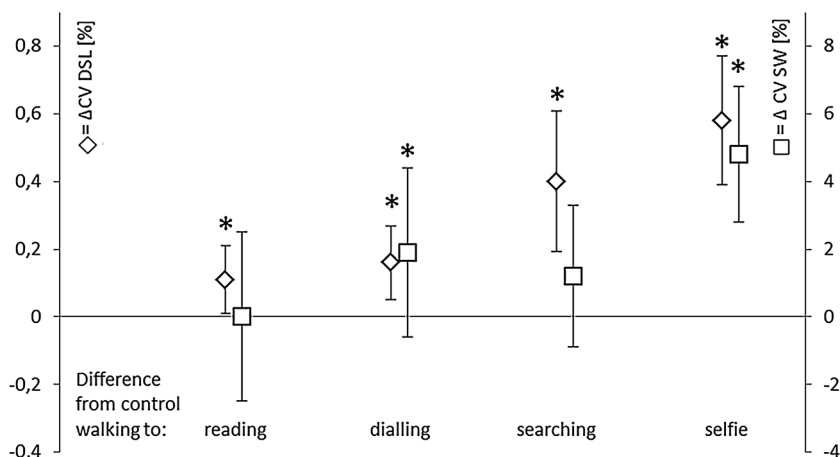 = ΔCV DSL [%]
= Δ CV SW [%]
0,8
0,6
0,4
0,2
0
-0,2
-0,4
8
6
4
2
0
-2
-4
*
*
*
*
*
*
Difference
from control
walking to:
reading
dialling
searching
selfie